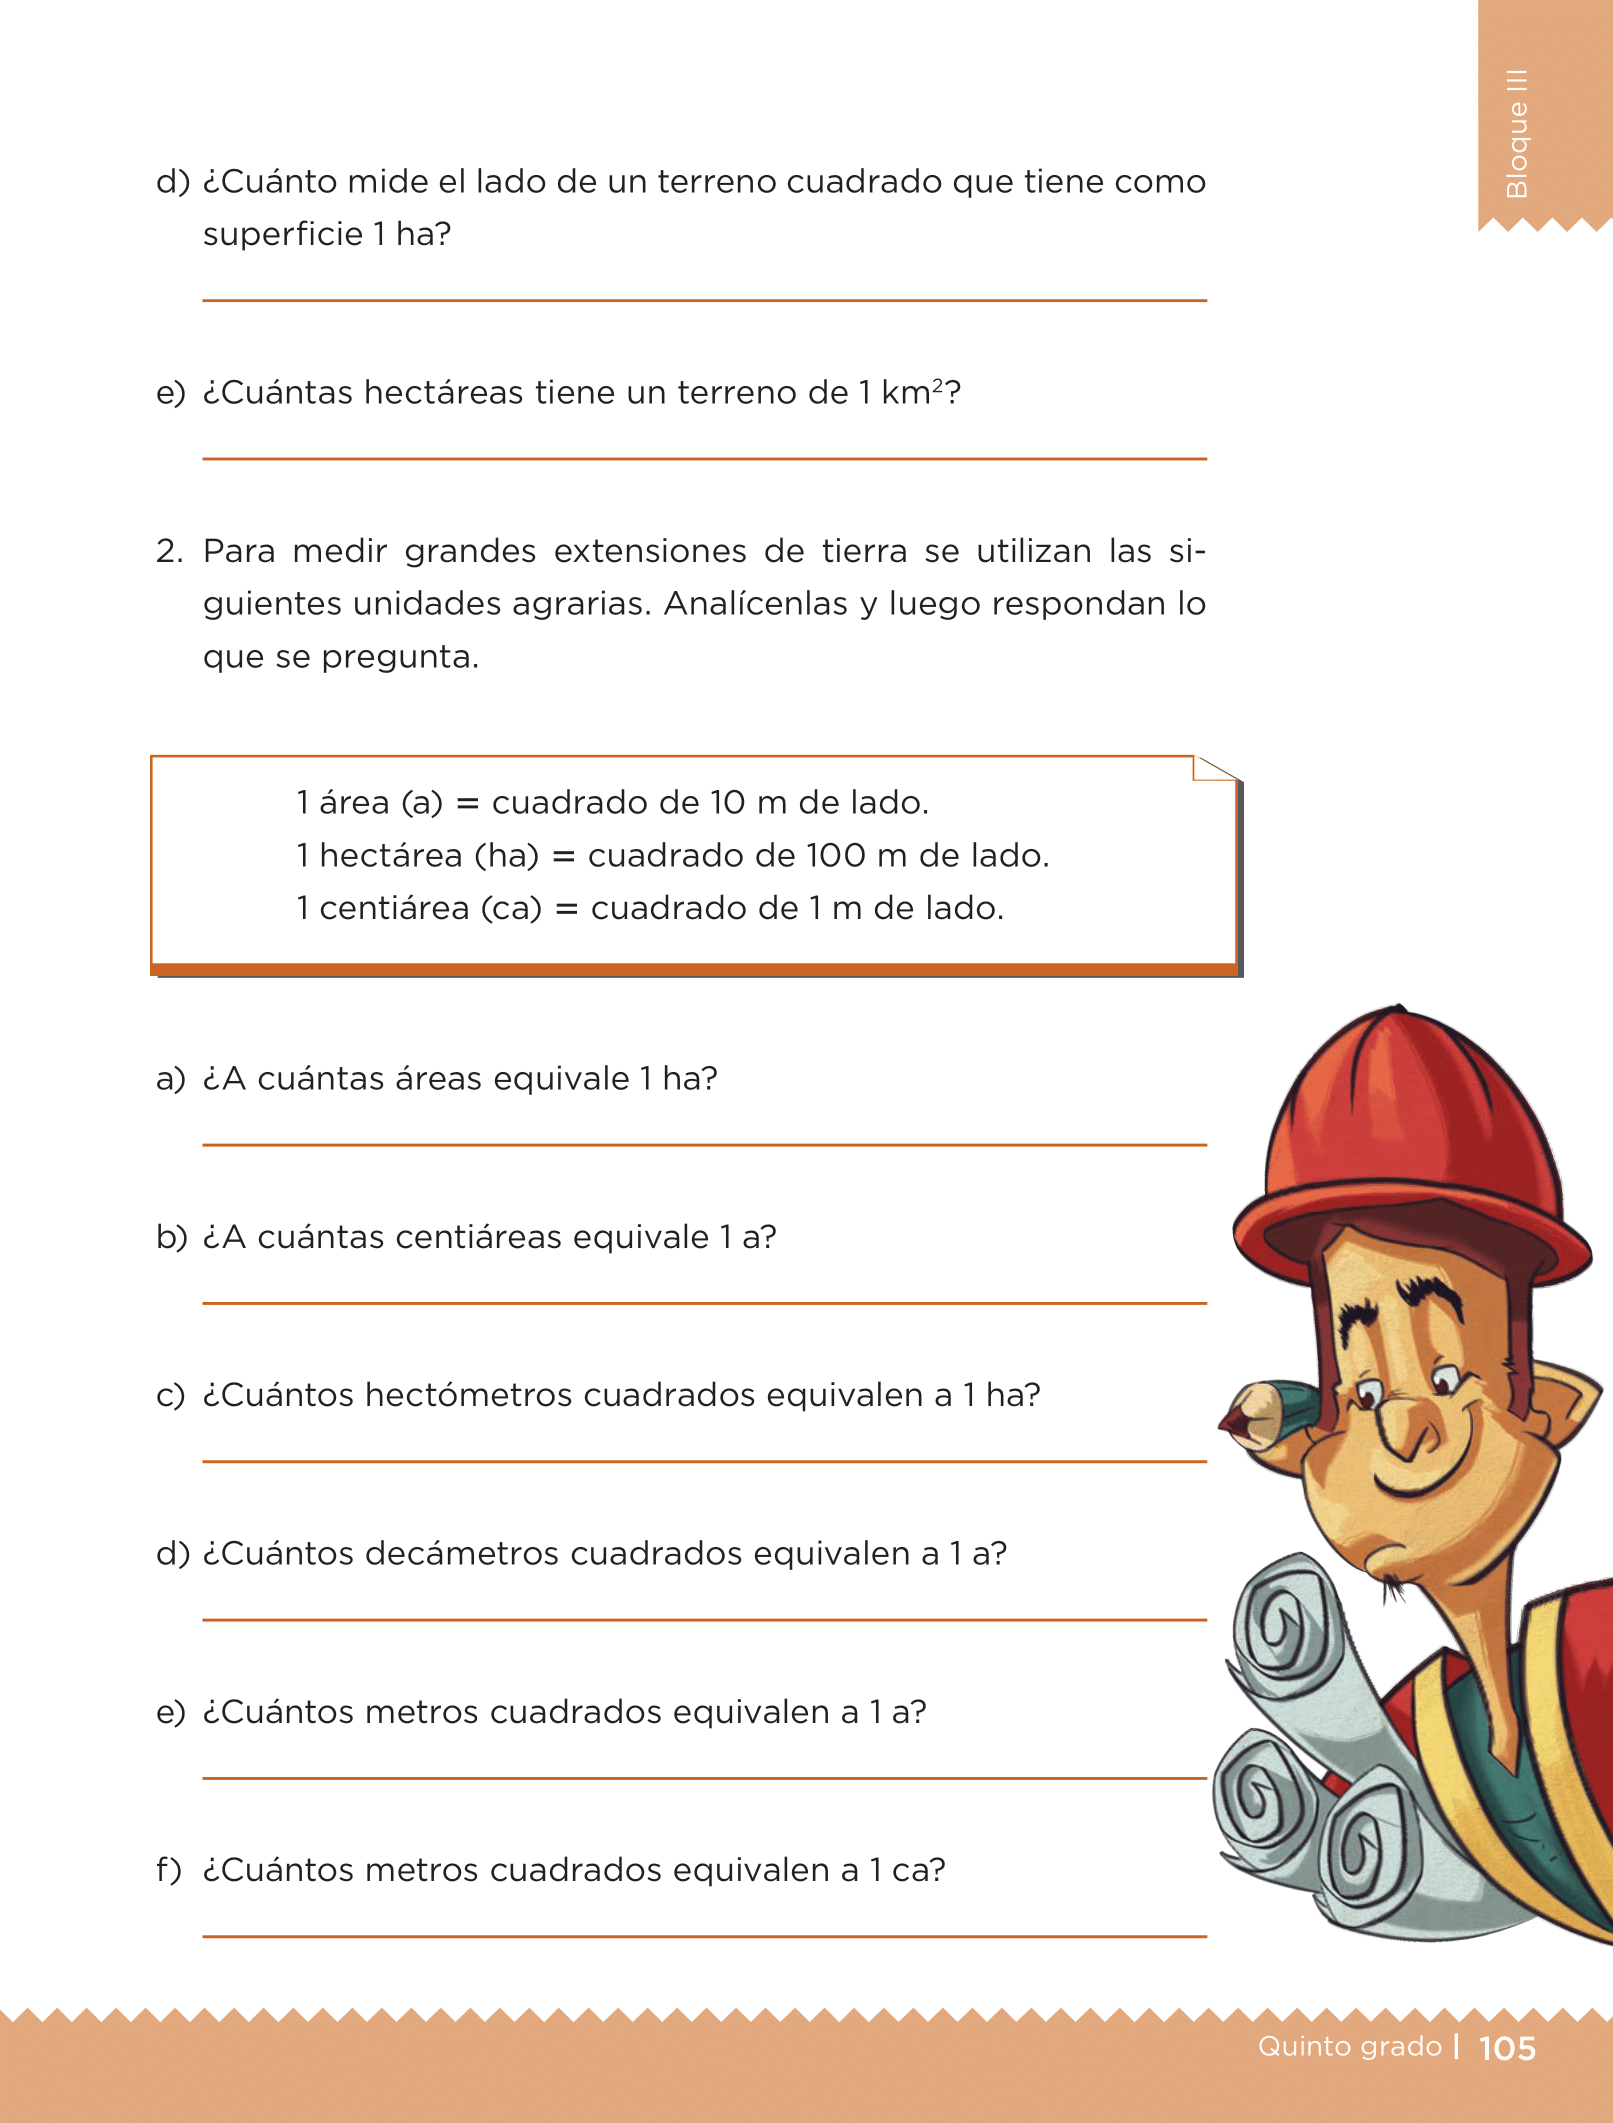 Bloque III
d) ¿Cuánto mide el lado de un terreno cuadrado que tiene como
superficie 1 ha?
e) ¿Cuántas hectáreas tiene un terreno de 1 km²?
2. Para medir grandes extensiones de tierra se utilizan las si-
guientes unidades agrarias. Analícenlas y luego respondan lo
que se pregunta.
1 área (a) = cuadrado de 10 m de lado.
1 hectárea (ha) = cuadrado de 100 m de lado.
1 centiárea (ca) = cuadrado de 1 m de lado.
a) ¿A cuántas áreas equivale 1 ha?
b) ¿A cuántas centiáreas equivale 1 a?
c) ¿Cuántos hectómetros cuadrados equivalen a 1 ha?
d) ¿Cuántos decámetros cuadrados equivalen a 1 a?
e) ¿Cuántos metros cuadrados equivalen a 1 a?
f) ¿Cuántos metros cuadrados equivalen a 1 ca?
Quinto grado | 105